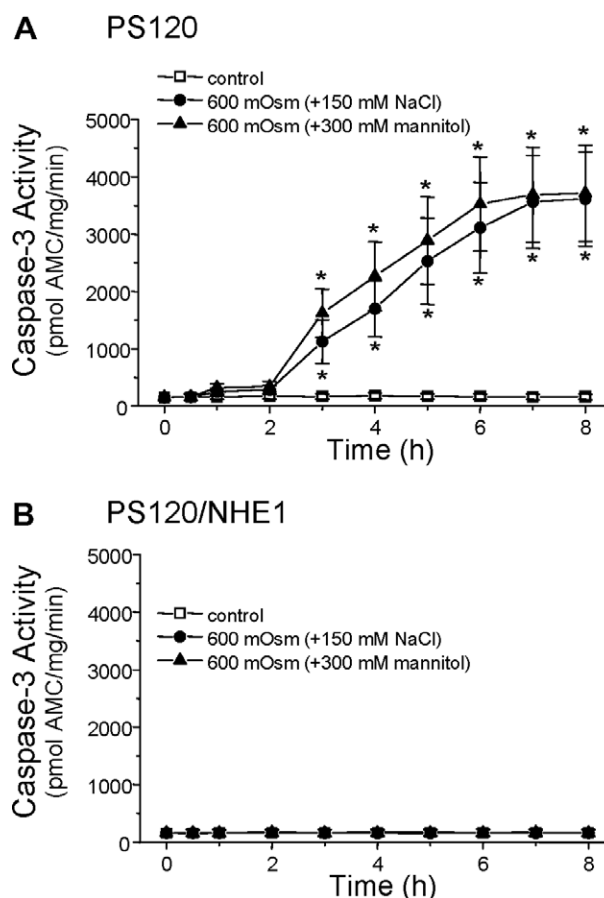 A PS120
control
600 mOsm (+150 mM NaCl)
600 mOsm (+300 mM mannitol)
Caspase-3 Activity
(pmol AMC/mg/min)
5000
4000
3000
2000
1000
0
* * * * * *
* * * * * *
0 2 4 6 8
Time (h)
B PS120/NHE1
control
600 mOsm (+150 mM NaCl)
600 mOsm (+300 mM mannitol)
Caspase-3 Activity
(pmol AMC/mg/min)
5000
4000
3000
2000
1000
0
0 2 4 6 8
Time (h)